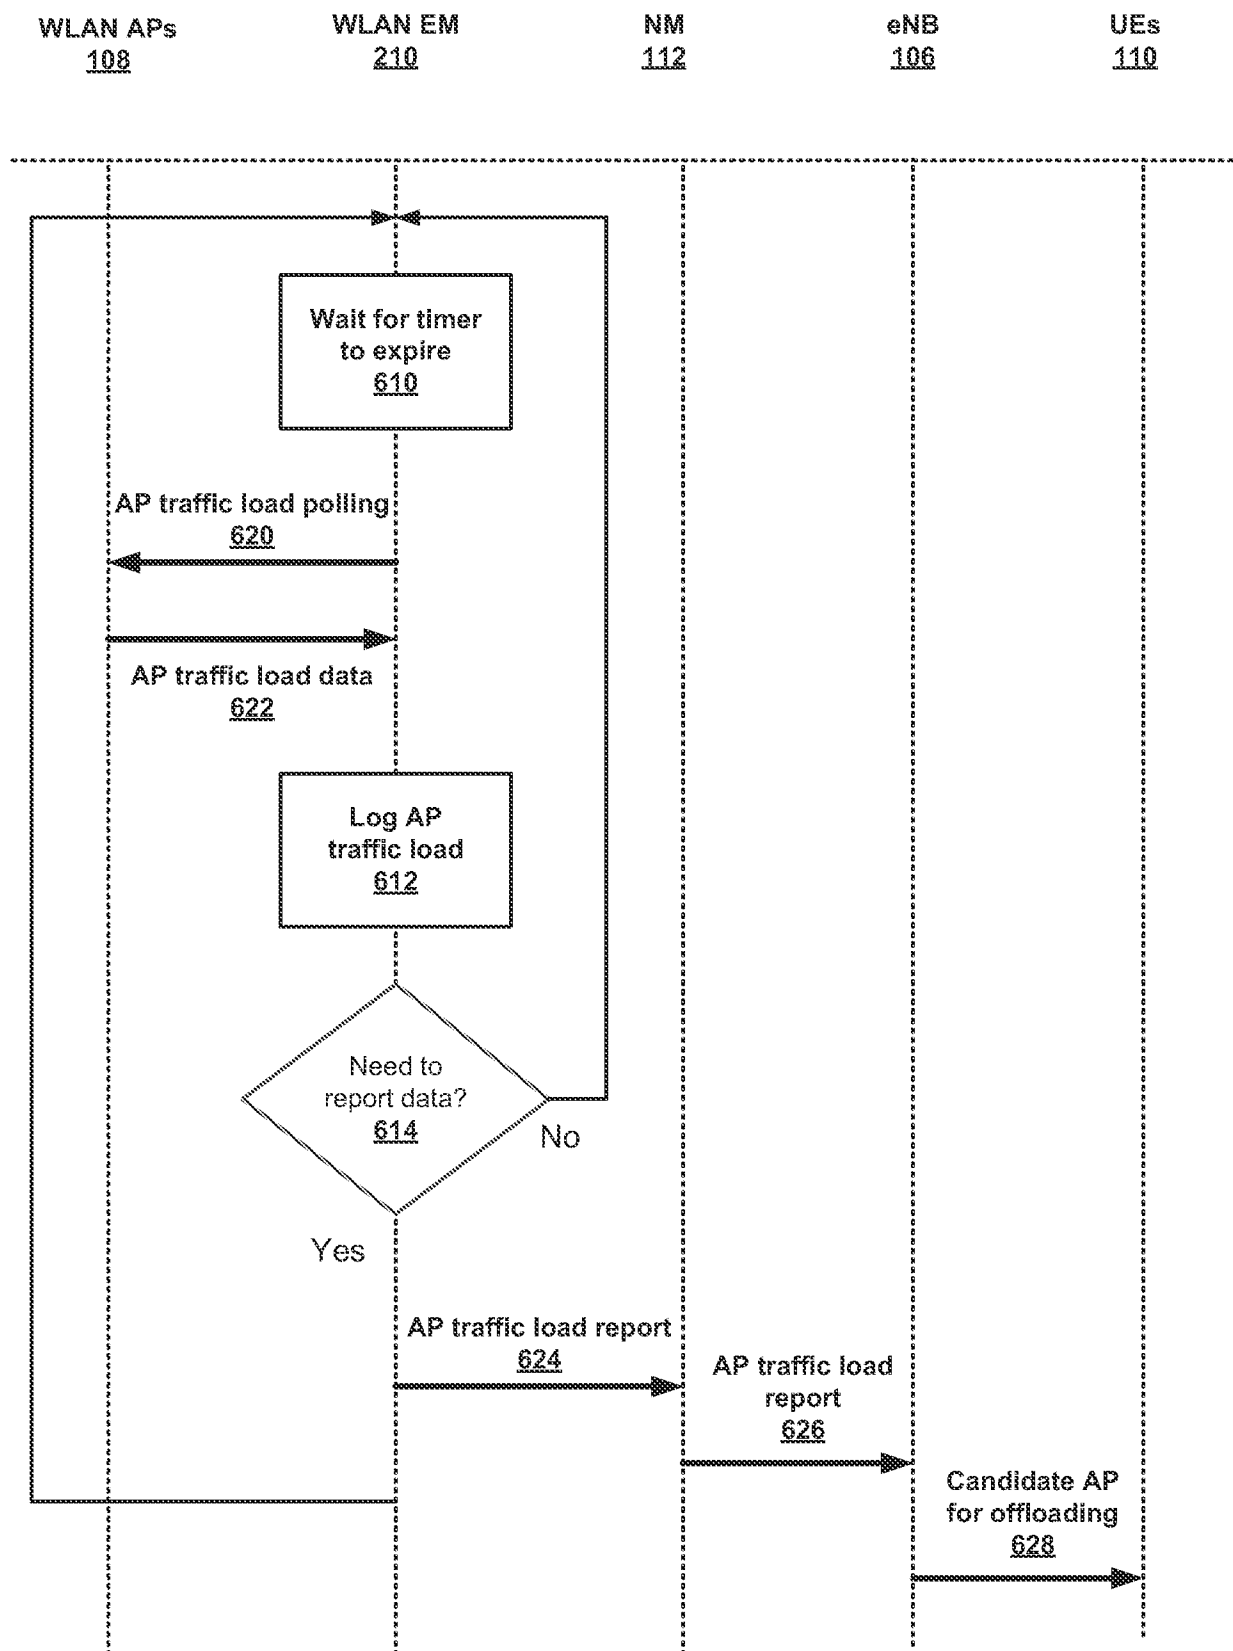 WLAN APs
108
WLAN EM
210
NM
112
eNB
106
UEs
110
Wait for timer
to expire
610
AP traffic load polling
620
AP traffic load data
622
Log AP
traffic load
612
Need to
report data?
614
No
Yes
AP traffic load report
624
AP traffic load
report
626
Candidate AP
for offloading
628